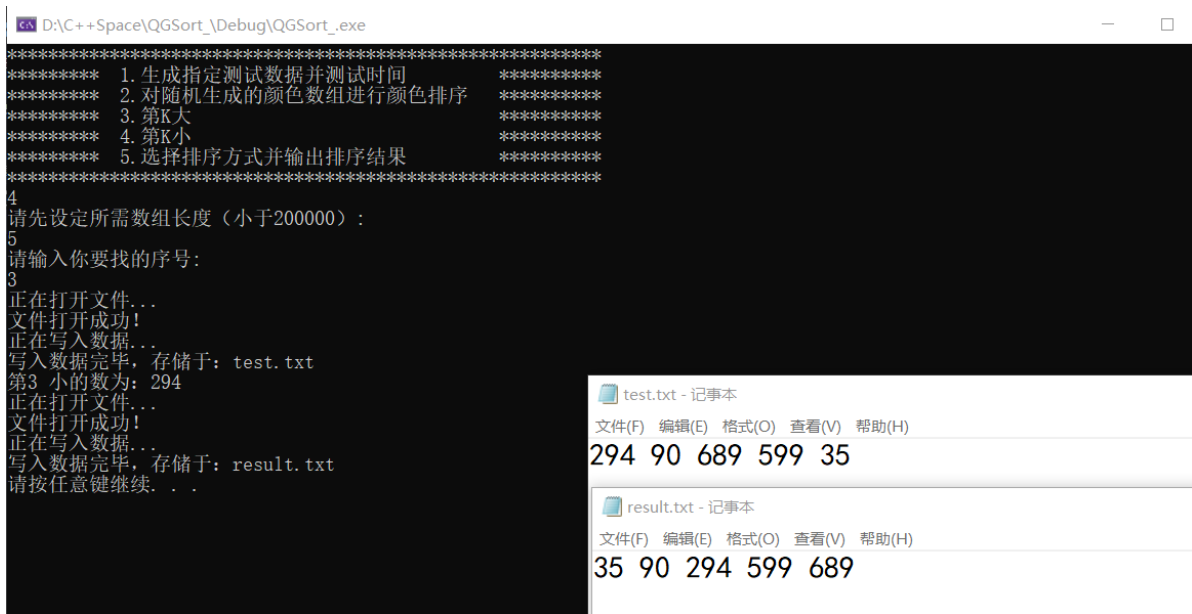 D:\C++Space\QGSort_\Debug\QGSort_.exe
**********************************************************
********* 1.生成指定测试数据并测试时间 **********
********* 2.对随机生成的颜色数组进行颜色排序 **********
********* 3.第K大 **********
********* 4.第K小 **********
********* 5.选择排序方式并输出排序结果 **********
**********************************************************
4
请先设定所需数组长度（小于200000）:
5
请输入你要找的序号:
3
正在打开文件...
文件打开成功!
正在写入数据...
写入数据完毕，存储于：test.txt
第3 小的数为：294
正在打开文件...
文件打开成功!
正在写入数据...
写入数据完毕，存储于：result.txt
请按任意键继续. . .
test.txt - 记事本
文件(F) 编辑(E) 格式(O) 查看(V) 帮助(H)
294 90 689 599 35
result.txt - 记事本
文件(F) 编辑(E) 格式(O) 查看(V) 帮助(H)
35 90 294 599 689